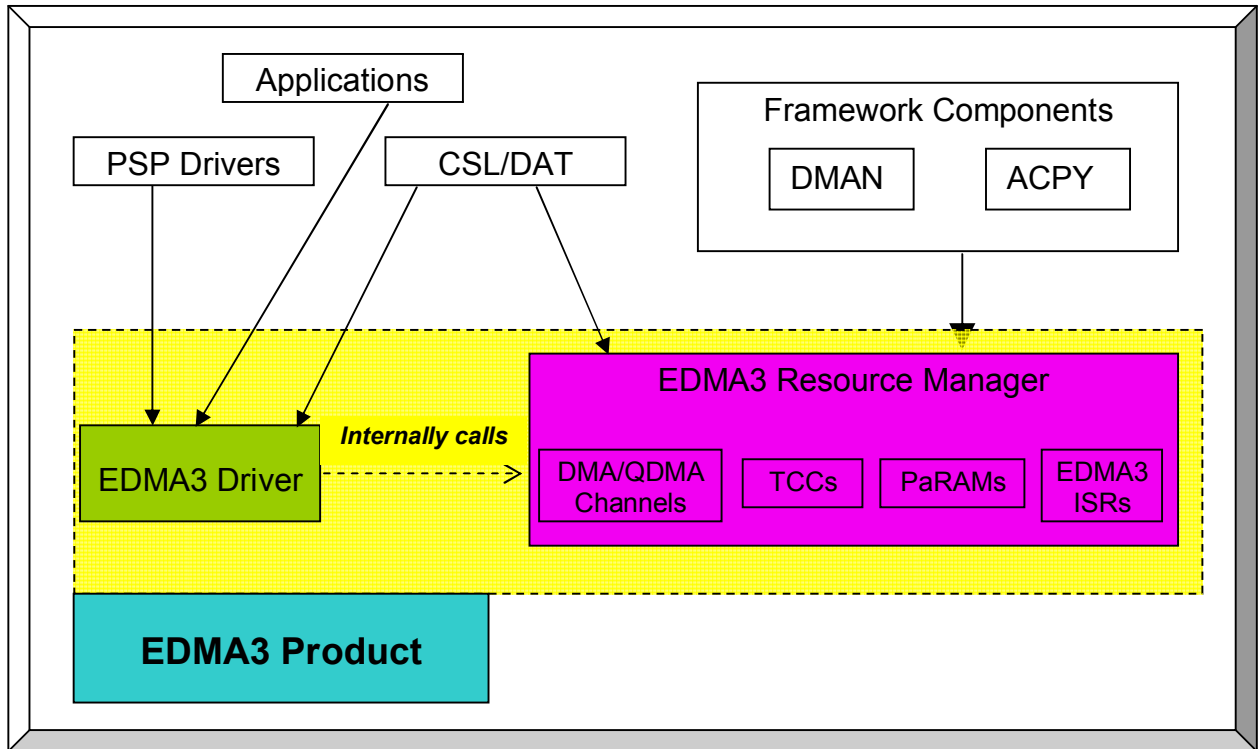 Applications
Framework Components
PSP Drivers
CSL/DAT
DMAN
ACPY
EDMA3 Resource Manager
Internally calls
EDMA3 Driver
DMA/QDMA
Channels
TCCs
PaRAMs
EDMA3
ISRs
EDMA3 Product